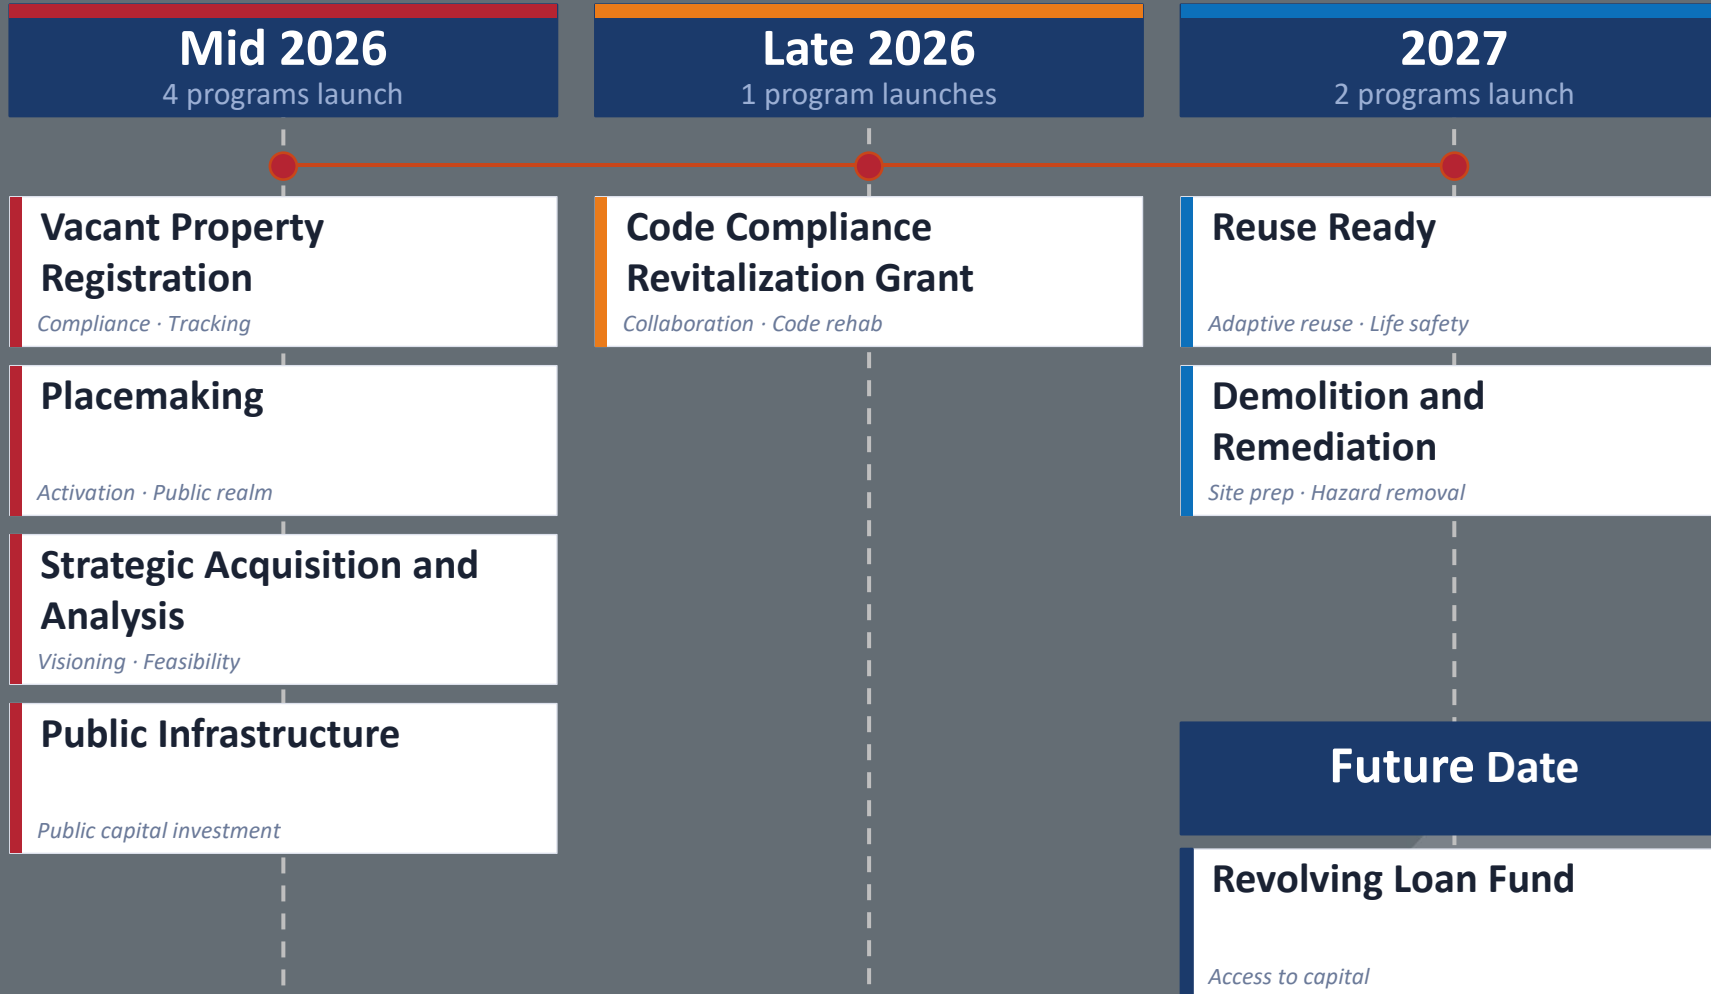 Mid 2026
4 programs launch
Vacant Property
Registration
Compliance · Tracking
Placemaking
Activation · Public realm
Strategic Acquisition and
Analysis
Visioning · Feasibility
Public Infrastructure
Public capital investment
Late 2026
1 program launches
Code Compliance
Revitalization Grant
Collaboration · Code rehab
2027
2 programs launch
Reuse Ready
Adaptive reuse · Life safety
Demolition and
Remediation
Site prep · Hazard removal
Future Date
Revolving Loan Fund
Access to capital